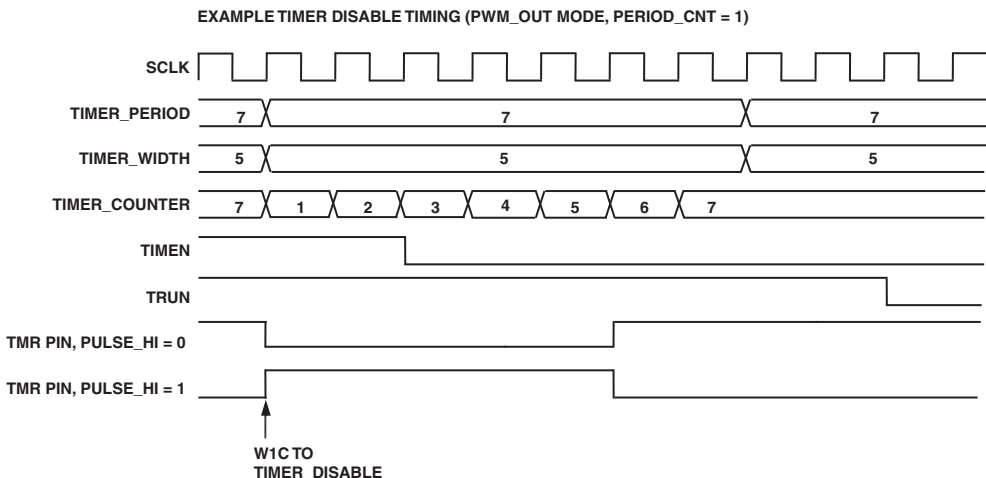 EXAMPLE TIMER DISABLE TIMING (PWM_OUT MODE, PERIOD_CNT = 1)
SCLK
TIMER_PERIOD 7 7 7
TIMER_WIDTH 5 5 5
TIMER_COUNTER 7 1 2 3 4 5 6 7
TIMEN
TRUN
TMR PIN, PULSE_HI = 0
TMR PIN, PULSE_HI = 1
W1C TO
TIMER_DISABLE